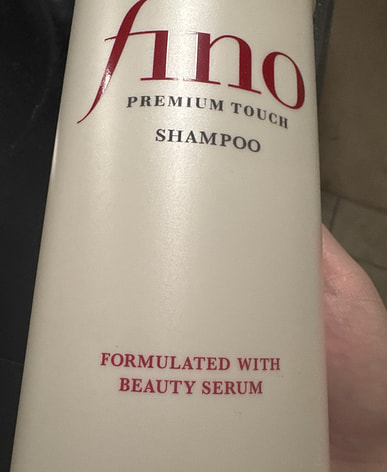 fino
PREMIUM TOUCH
SHAMPOO
FORMULATED WITH
BEAUTY SERUM